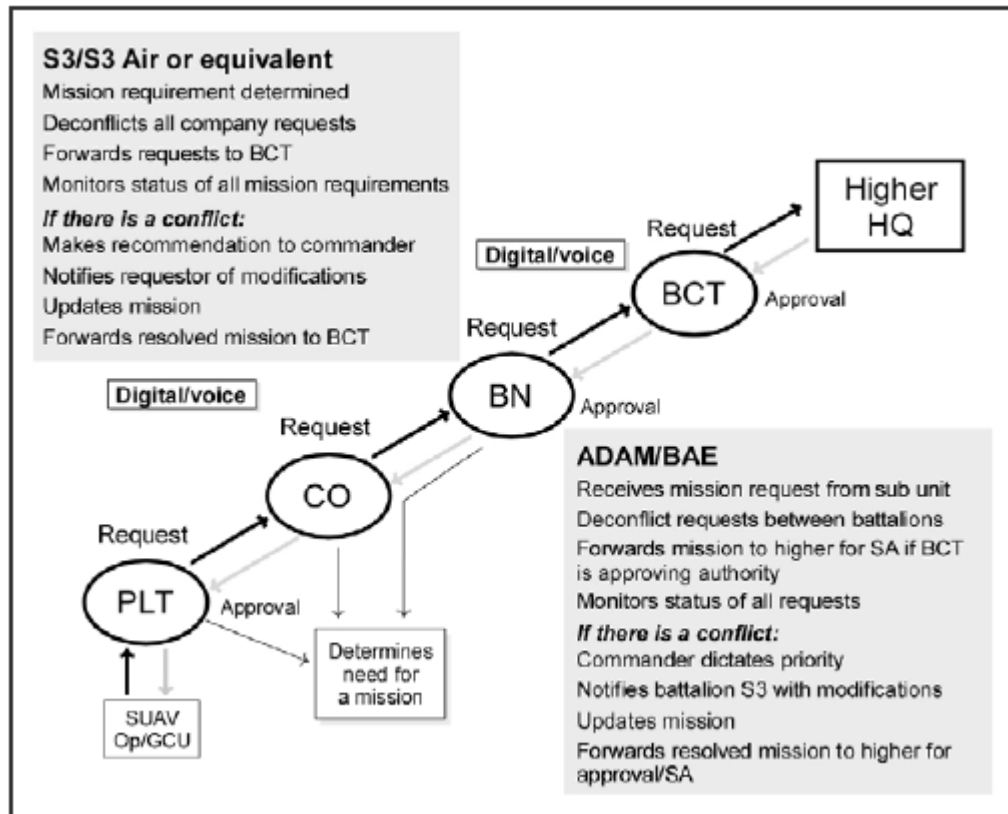 S3/S3 Air or equivalent
Mission requirement determined
Deconflicts all company requests
Forwards requests to BCT
Monitors status of all mission requirements
If there is a conflict:
Makes recommendation to commander
Notifies requestor of modifications
Updates mission
Forwards resolved mission to BCT
Higher
HQ
Request
Digital/voice
BCT
Approval
Request
BN
Approval
Digital/voice
Request
CO
Request
PLT
Approval
Determines
need for
a mission
SUAV
Op/GCU
ADAM/BAE
Receives mission request from sub unit
Deconflict requests between battalions
Forwards mission to higher for SA if BCT
is approving authority
Monitors status of all requests
If there is a conflict:
Commander dictates priority
Notifies battalion S3 with modifications
Updates mission
Forwards resolved mission to higher for
approval/SA